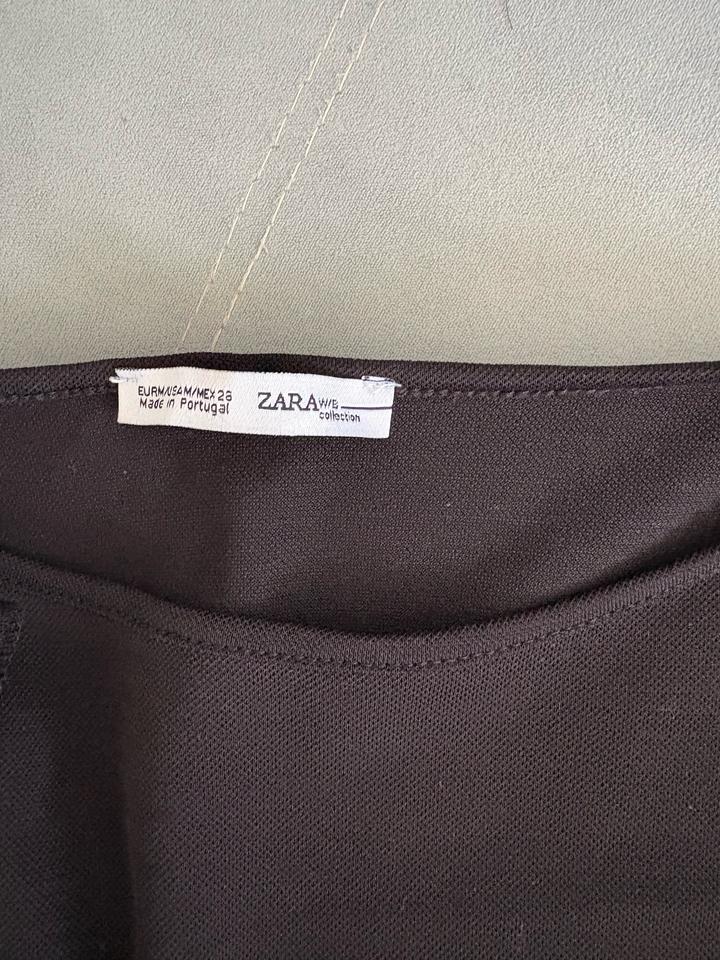 EUR M/USA M/MEX 28
Made in Portugal
ZARA W/B
collection